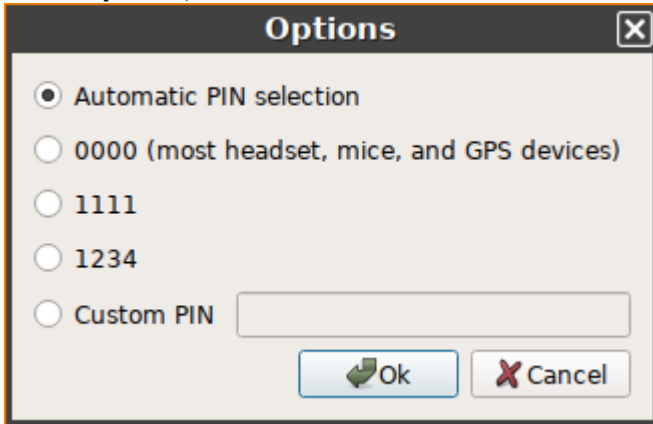 Options
Automatic PIN selection
0000 (most headset, mice, and GPS devices)
1111
1234
Custom PIN
Ok Cancel